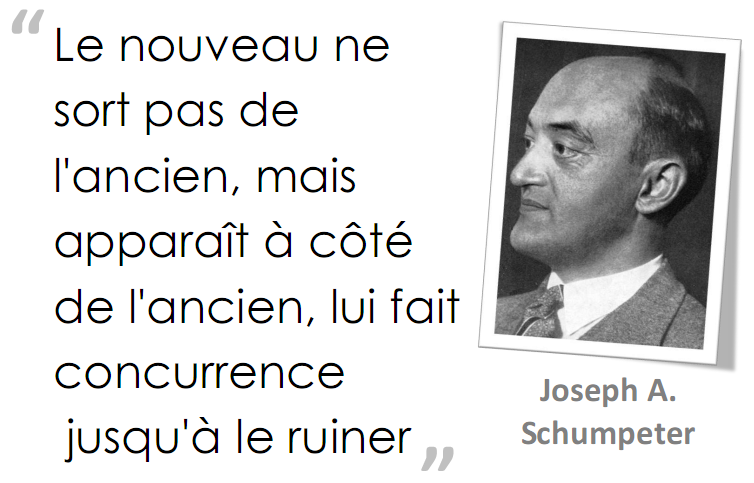 “
Le nouveau ne
sort pas de
l'ancien, mais
apparaît à côté
de l'ancien, lui fait
concurrence
jusqu'à le ruiner
”
Joseph A.
Schumpeter